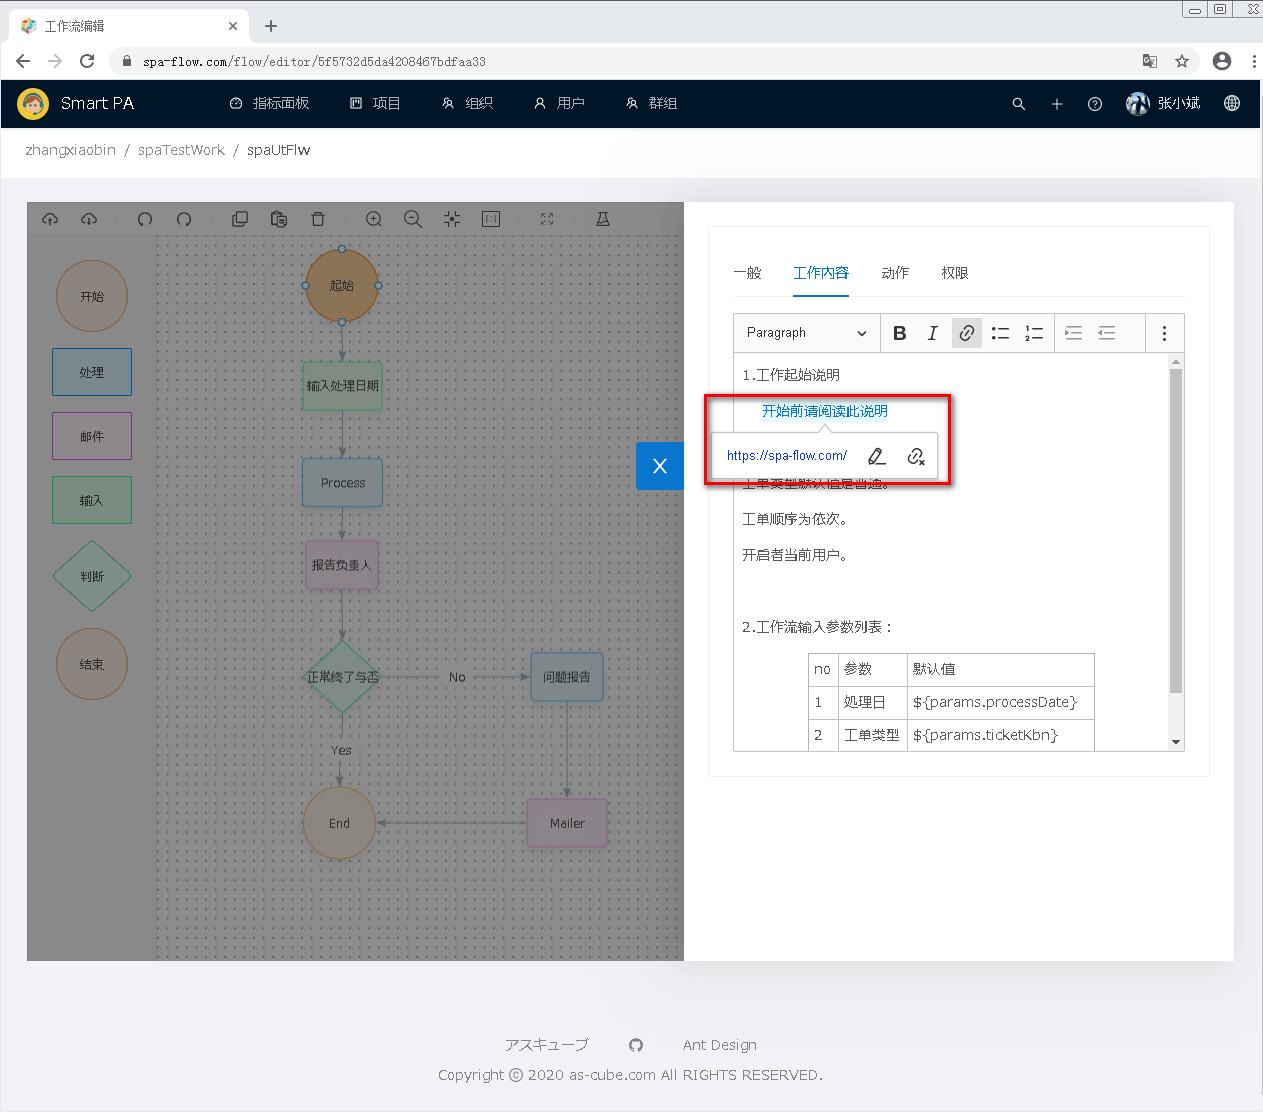 工作流编辑
spa-flow.com/flow/editor/5f5732d5da4208467bdfaa33
Smart PA
指标面板
项目
组织
用户
群组
张小斌
zhangxiaobin / spaTestWork / spaUtFlw
开始
处理
邮件
输入
判断
结束
起始
输入处理日期
Process
报告负责人
正常终了与否
No
问题报告
Yes
End
Mailer
X
一般
工作内容
动作
权限
Paragraph
B
I
1.工作起始说明
开始前请阅读此说明
https://spa-flow.com/
工单类型默认值是普通。
工单顺序为依次。
开启者当前用户。
2.工作流输入参数列表：
no 参数 默认值
1 处理日 ${params.processDate}
2 工单类型 ${params.ticketKbn}
アスキューブ
Ant Design
Copyright © 2020 as-cube.com All RIGHTS RESERVED.